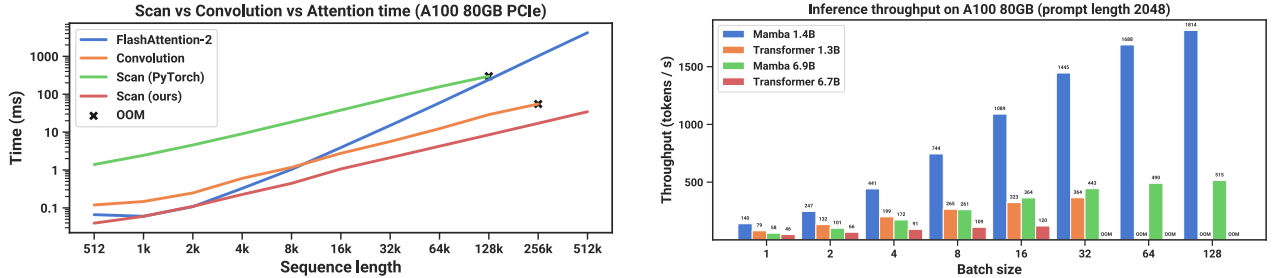 Scan vs Convolution vs Attention time (A100 80GB PCIe)
FlashAttention-2
Convolution
Scan (PyTorch)
Scan (ours)
OOM
Time (ms)
1000
100
10
1
0.1
512 1k 2k 4k 8k 16k 32k 64k 128k 256k 512k
Sequence length
Inference throughput on A100 80GB (prompt length 2048)
Mamba 1.4B
Transformer 1.3B
Mamba 6.9B
Transformer 6.7B
Throughput (tokens / s)
1500
1000
500
140 79 58 46
247 132 101 66
441 199 172 91
744 265 261 109
1089 323 364 120
1445 364 443 OOM
1688 OOM 490 OOM
1814 OOM 515 OOM
1 2 4 8 16 32 64 128
Batch size